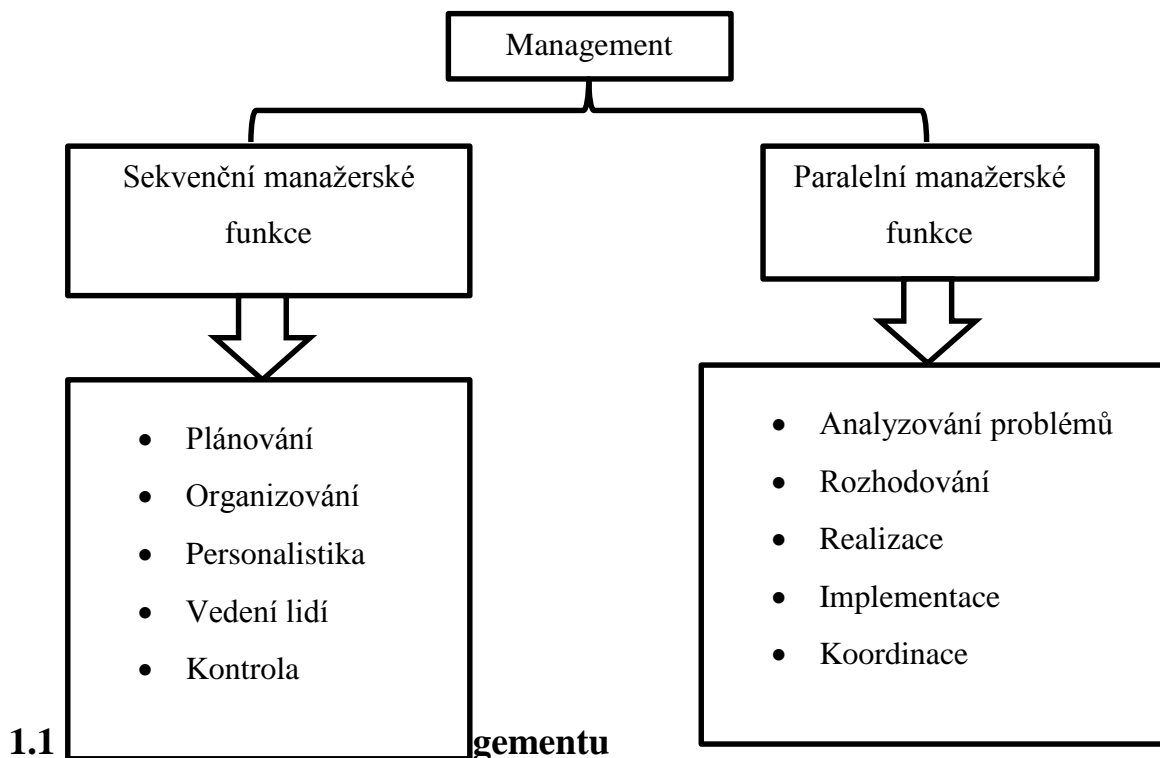 Management
Sekvenční manažerské
funkce
Paralelní manažerské
funkce
• Plánování
• Organizování
• Personalistika
• Vedení lidí
• Kontrola
• Analyzování problémů
• Rozhodování
• Realizace
• Implementace
• Koordinace
1.1 gementu